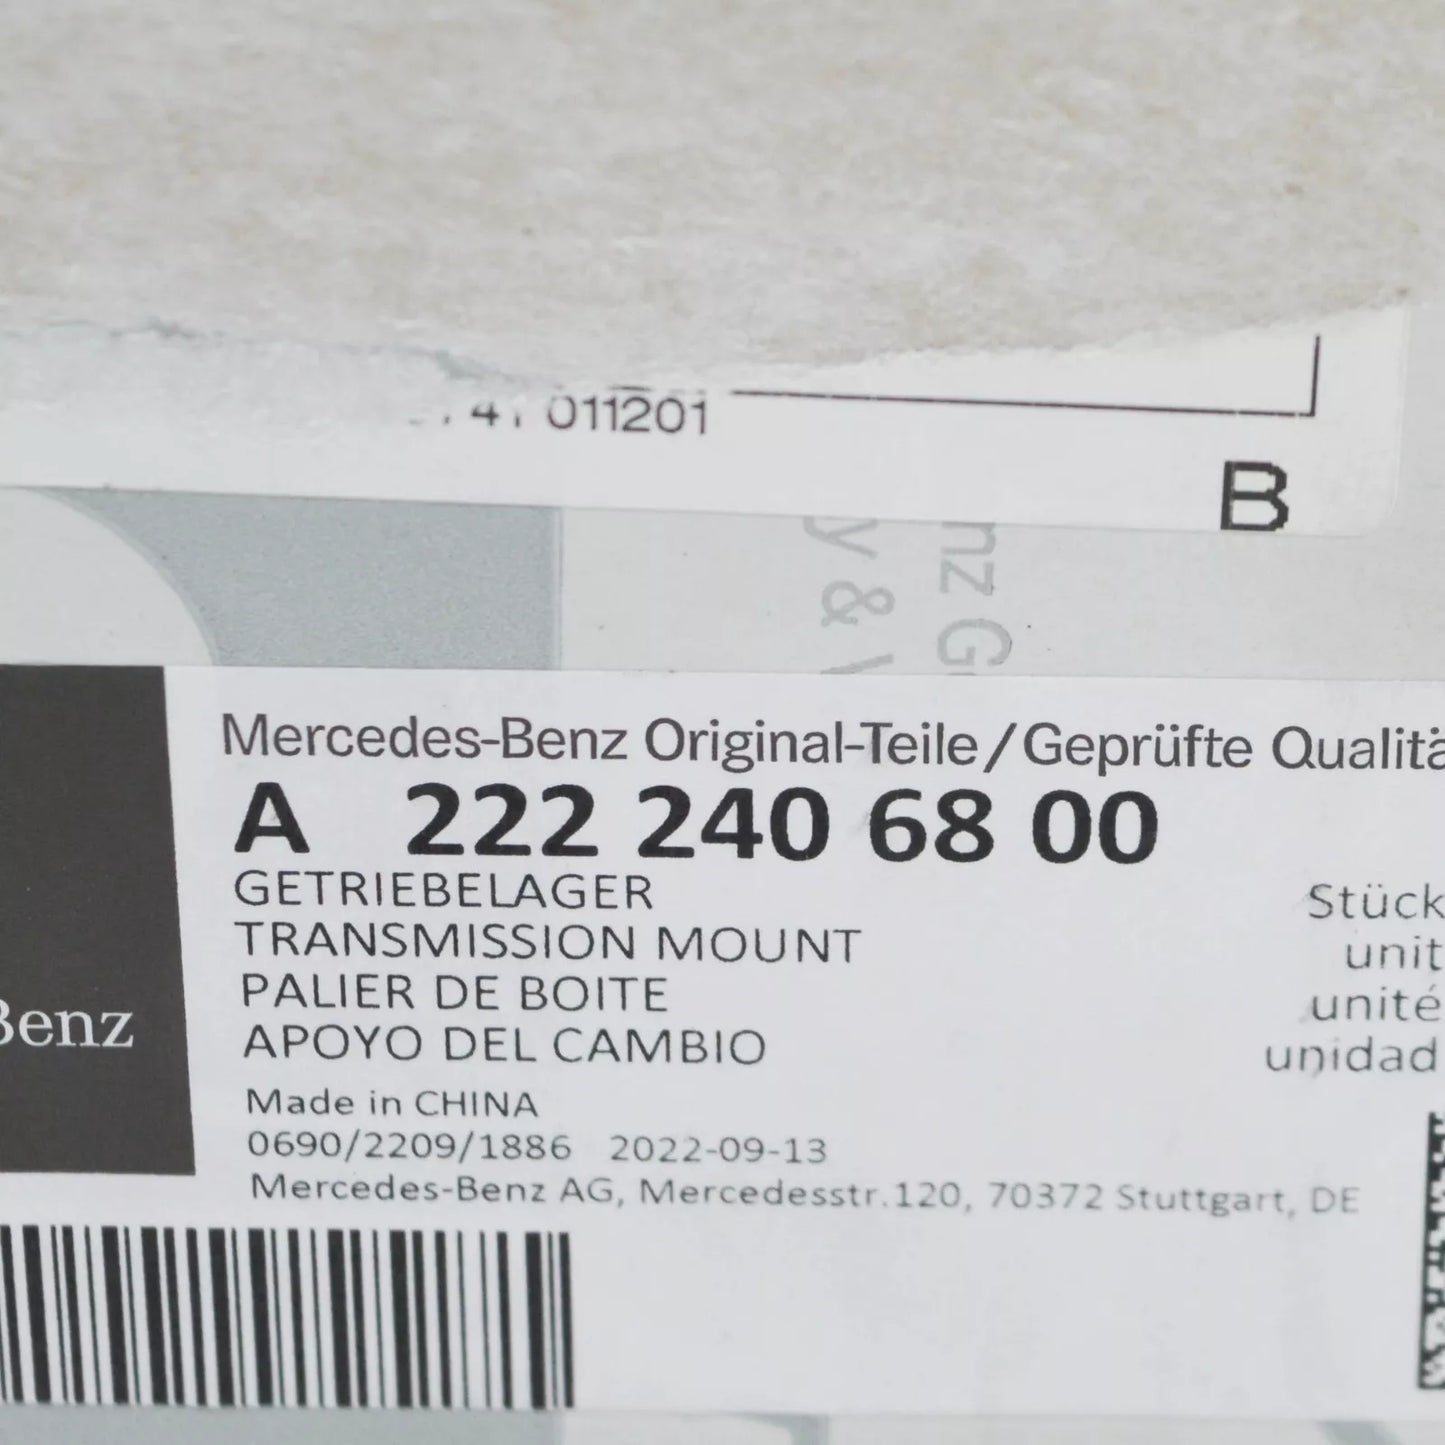 011201
B
nz G
y &
Mercedes-Benz Original-Teile/Geprüfte Qualitä
A 222 240 68 00
GETRIEBELAGER
TRANSMISSION MOUNT
PALIER DE BOITE
APOYO DEL CAMBIO
Stück
unit
unité
unidad
Benz
Made in CHINA
0690/2209/1886 2022-09-13
Mercedes-Benz AG, Mercedesstr.120, 70372 Stuttgart, DE